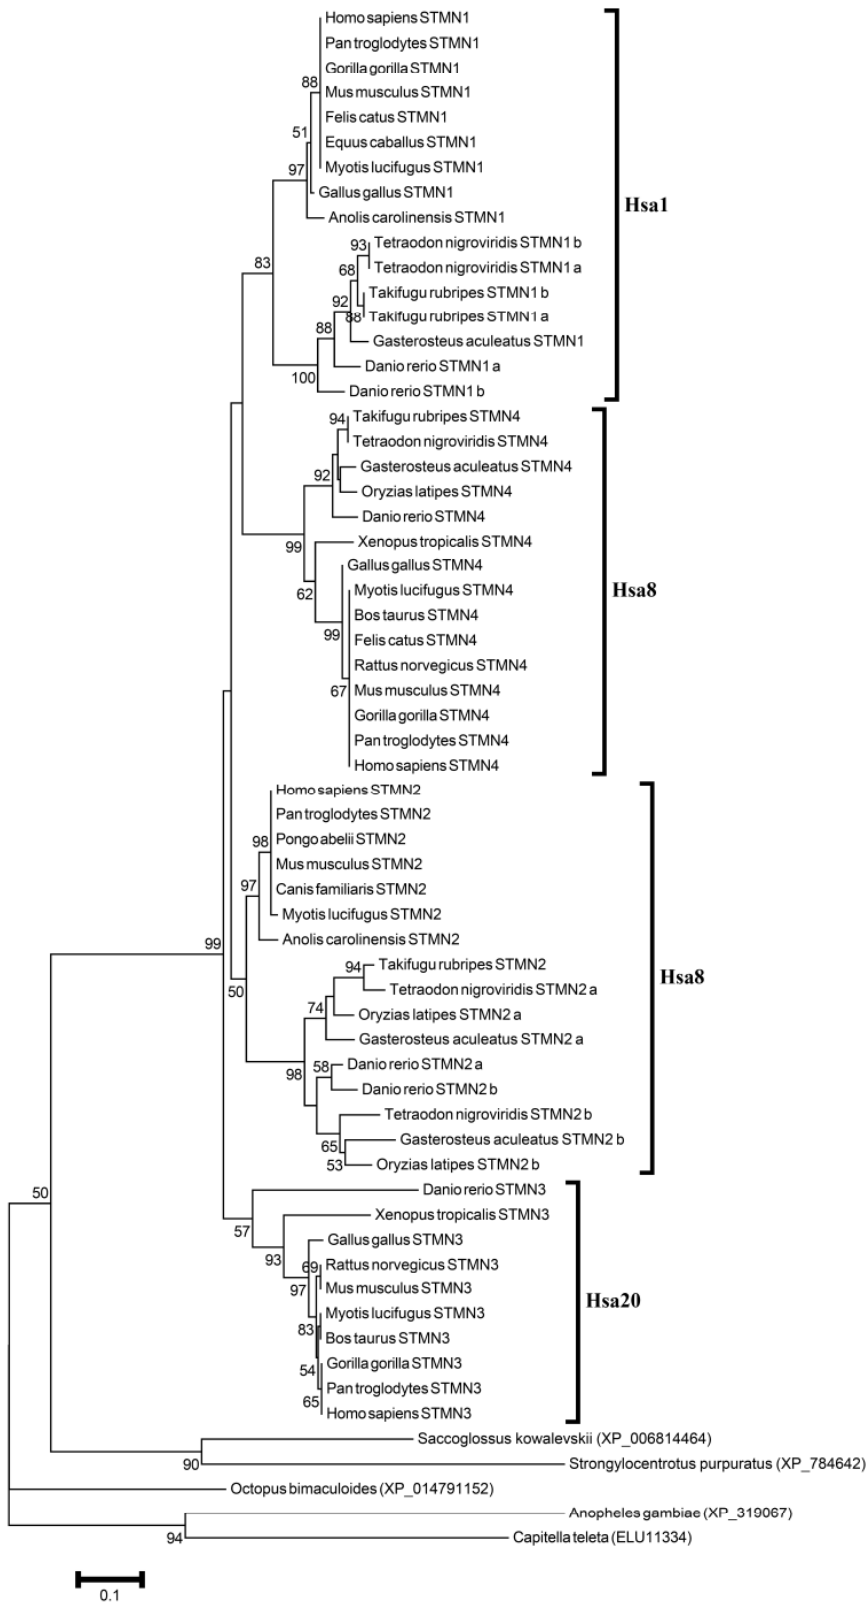 Homo sapiens STMN1
Pan troglodytes STMN1
Gorilla gorilla STMN1
88
Mus musculus STMN1
Felis catus STMN1
51
Equus caballus STMN1
97
Myotis lucifugus STMN1
Gallus gallus STMN1
Hsa1
Anolis carolinensis STMN1
93
Tetraodon nigroviridis STMN1 b
83
68
Tetraodon nigroviridis STMN1 a
Takifugu rubripes STMN1 b
92
88
Takifugu rubripes STMN1 a
88
Gasterosteus aculeatus STMN1
Danio rerio STMN1 a
100
Danio rerio STMN1 b
94
Takifugu rubripes STMN4
Tetraodon nigroviridis STMN4
Gasterosteus aculeatus STMN4
92
Oryzias latipes STMN4
Danio rerio STMN4
99
Xenopus tropicalis STMN4
Gallus gallus STMN4
62
Myotis lucifugus STMN4
Hsa8
Bos taurus STMN4
99
Felis catus STMN4
Rattus norvegicus STMN4
67
Mus musculus STMN4
Gorilla gorilla STMN4
Pan troglodytes STMN4
Homo sapiens STMN4
Homo sapiens STMN2
Pan troglodytes STMN2
98
Pongo abelii STMN2
Mus musculus STMN2
97
Canis familiaris STMN2
Myotis lucifugus STMN2
99
Anolis carolinensis STMN2
94
Takifugu rubripes STMN2
Hsa8
50
Tetraodon nigroviridis STMN2 a
74
Oryzias latipes STMN2 a
Gasterosteus aculeatus STMN2 a
98
58
Danio rerio STMN2 a
Danio rerio STMN2 b
Tetraodon nigroviridis STMN2 b
65
Gasterosteus aculeatus STMN2 b
53
Oryzias latipes STMN2 b
50
Danio rerio STMN3
57
Xenopus tropicalis STMN3
93
Gallus gallus STMN3
69
Rattus norvegicus STMN3
97
Mus musculus STMN3
Hsa20
Myotis lucifugus STMN3
83
Bos taurus STMN3
54
Gorilla gorilla STMN3
Pan troglodytes STMN3
65
Homo sapiens STMN3
Saccoglossus kowalevskii (XP_006814464)
90
Strongylocentrotus purpuratus (XP_784642)
Octopus bimaculoides (XP_014791152)
Anopheles gambiae (XP_319067)
94
Capitella teleta (ELU11334)
0.1